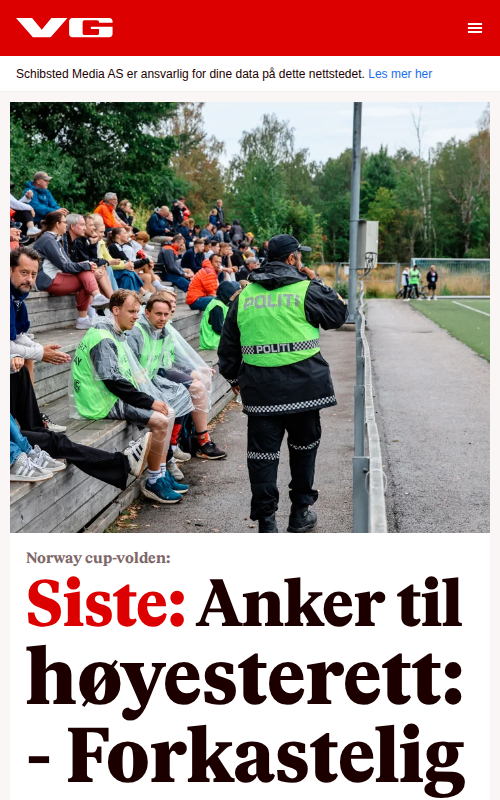 VG
Schibsted Media AS er ansvarlig for dine data på dette nettstedet. Les mer her
POLITI
POLITI
Norway cup-volden:
Siste: Anker til
høyesterett:
- Forkastelig